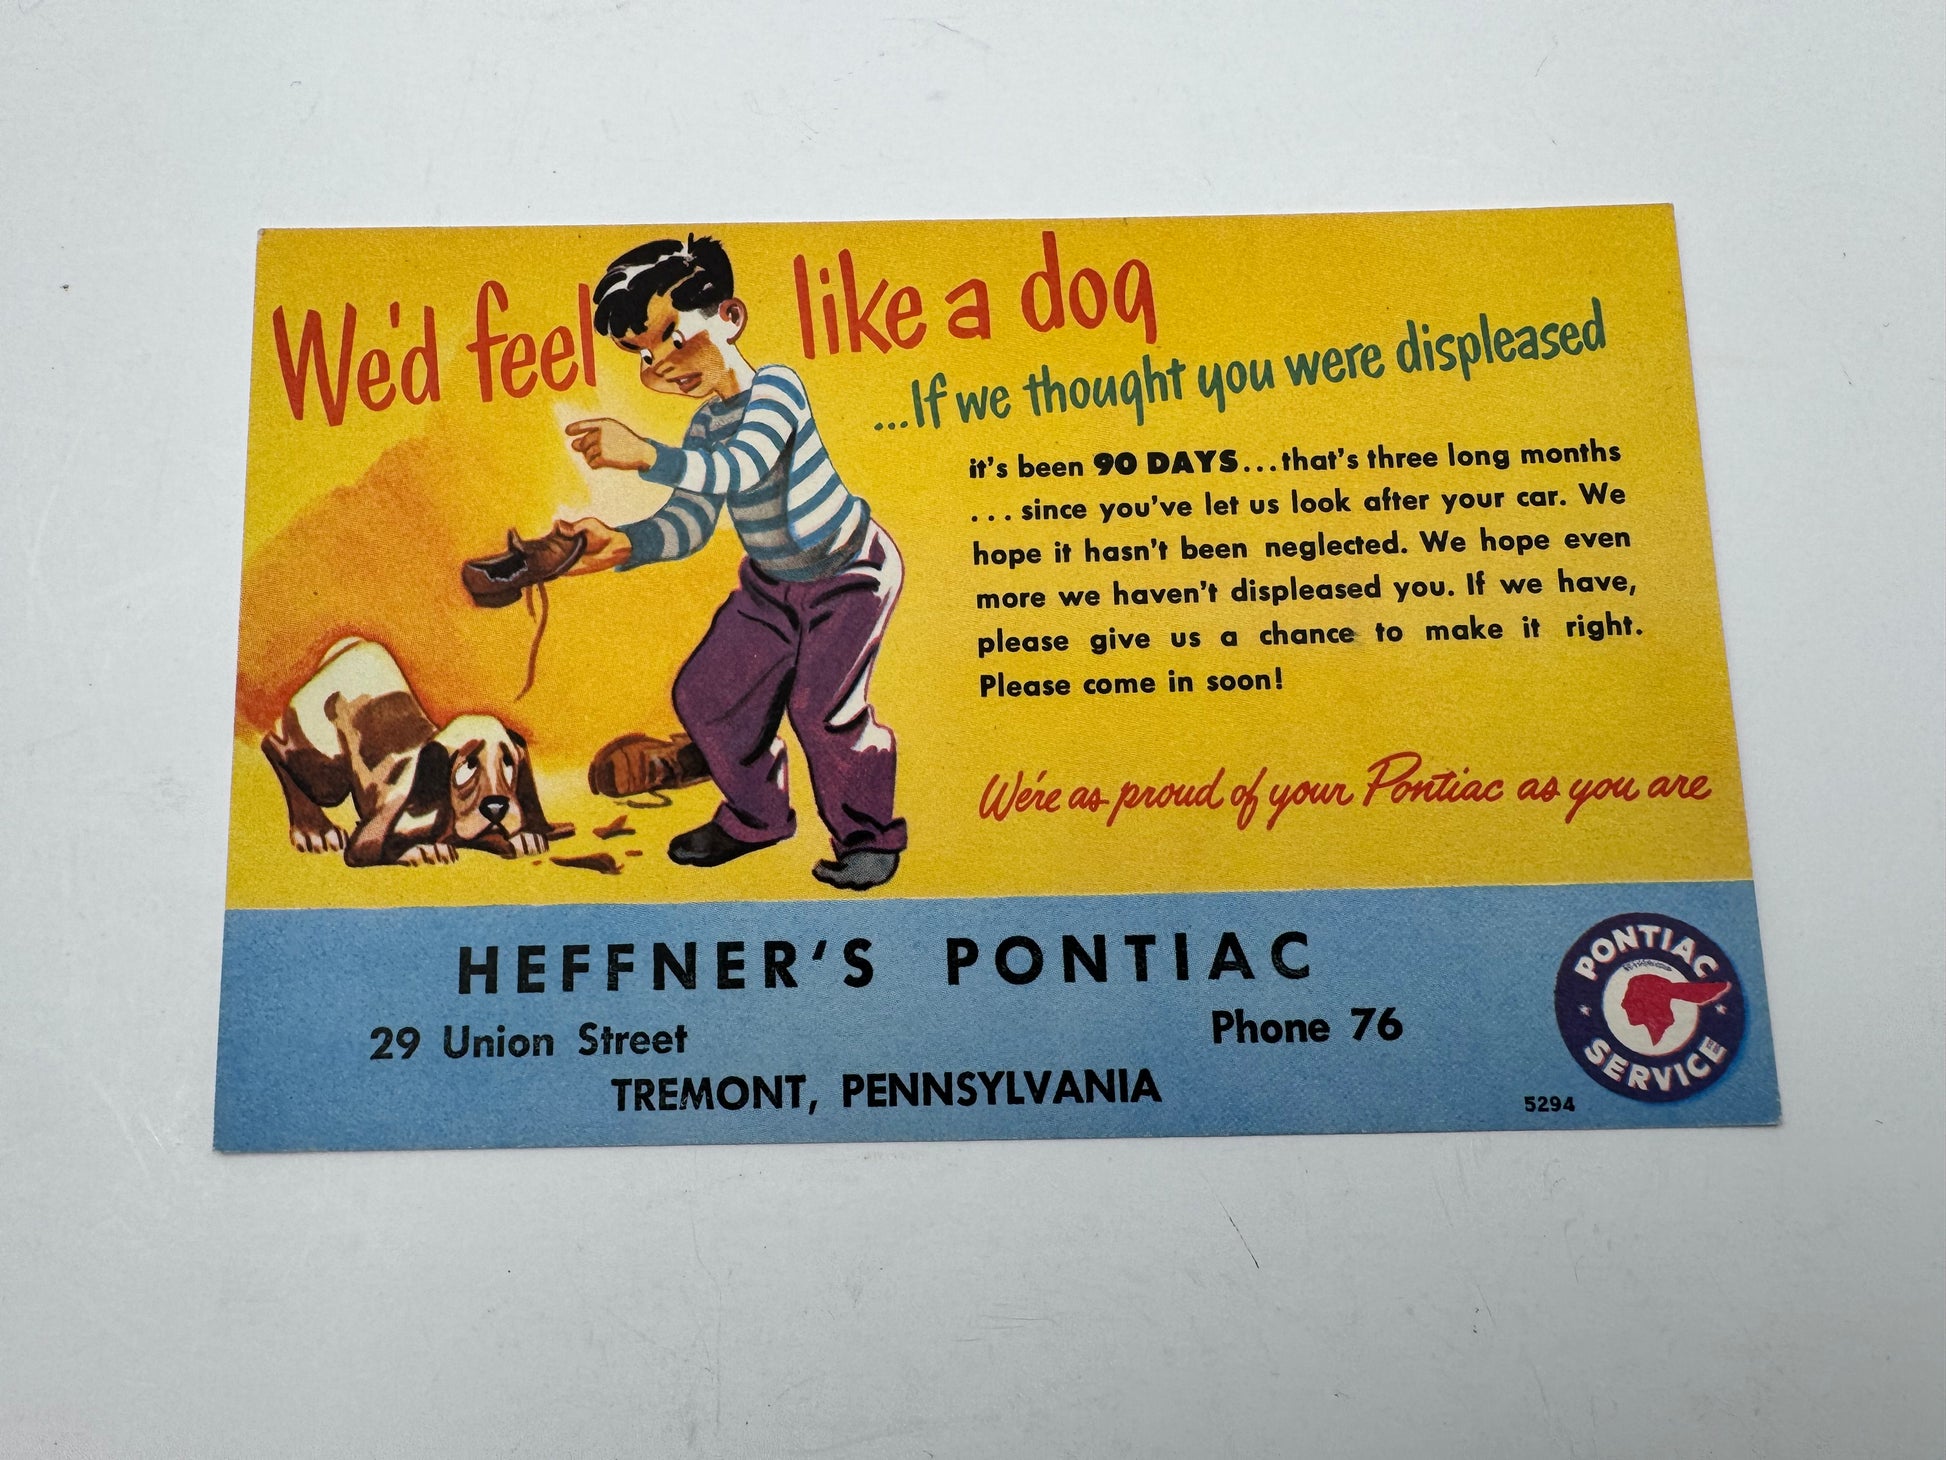 We'd feel like a dog
...If we thought you were displeased
it's been 90 DAYS...that's three long months
...since you've let us look after your car. We
hope it hasn't been neglected. We hope even
more we haven't displeased you. If we have,
please give us a chance to make it right.
Please come in soon!
We're as proud of your Pontiac as you are
HEFFNER'S PONTIAC
29 Union Street
Phone 76
TREMONT, PENNSYLVANIA
PONTIAC
SERVICE
5294